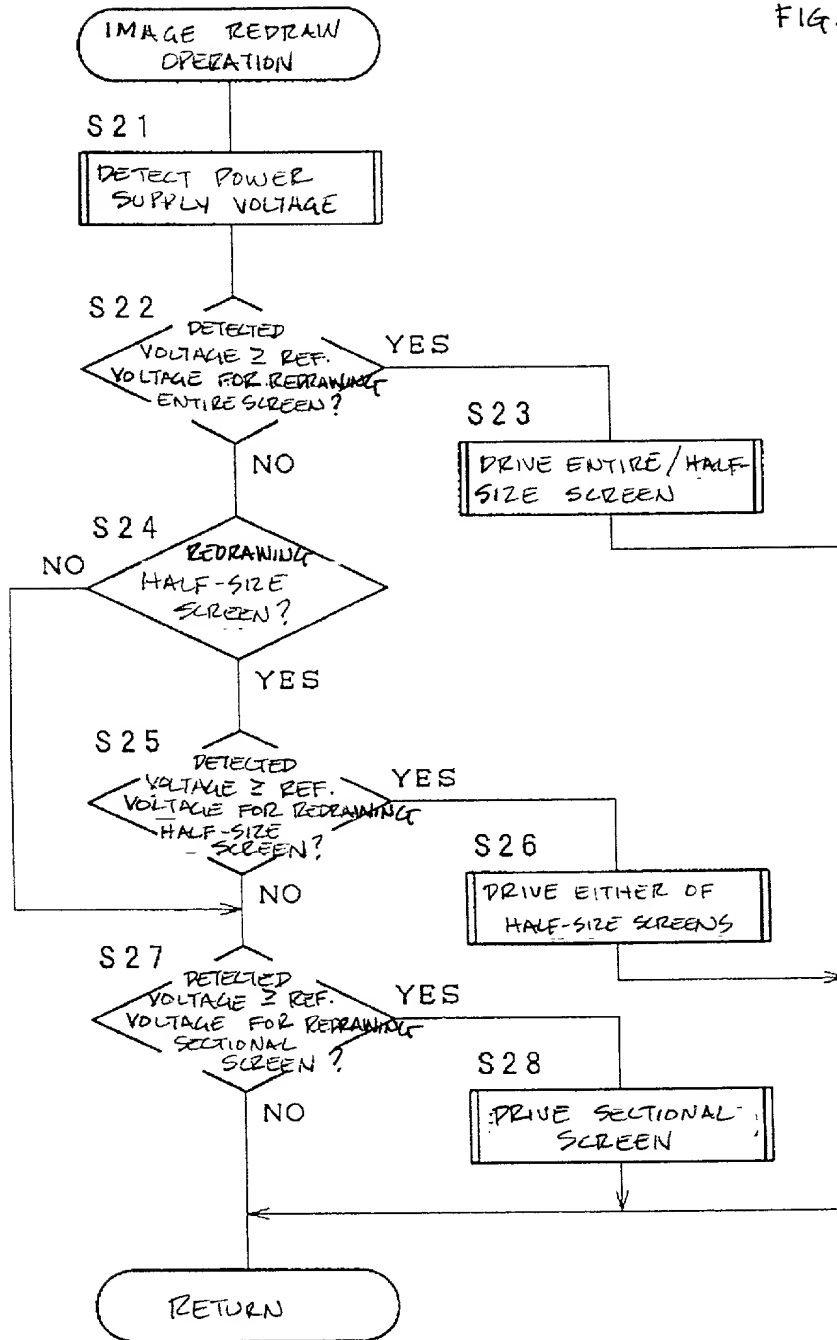 FIG.
IMAGE REDRAIN
OPERATION
S21
DETECT POWER
SUPPLY VOLTAGE
S22
DETECTED
VOLTAGE ≥ REF.
VOLTAGE FOR REDRAWING
ENTIRE SCREEN?
YES
NO
S23
DRIVE ENTIRE/HALF-
SIZE SCREEN
S24
REDRAWING
HALF-SIZE
SCREEN?
NO
YES
S25
DETECTED
VOLTAGE ≥ REF.
VOLTAGE FOR REDRAINING
HALF-SIZE
SCREEN?
YES
NO
S26
DRIVE EITHER OF
HALF-SIZE SCREENS
S27
DETECTED
VOLTAGE ≥ REF.
VOLTAGE FOR REDRAWING
SECTIONAL
SCREEN?
YES
NO
S28
DRIVE SECTIONAL
SCREEN
RETURN